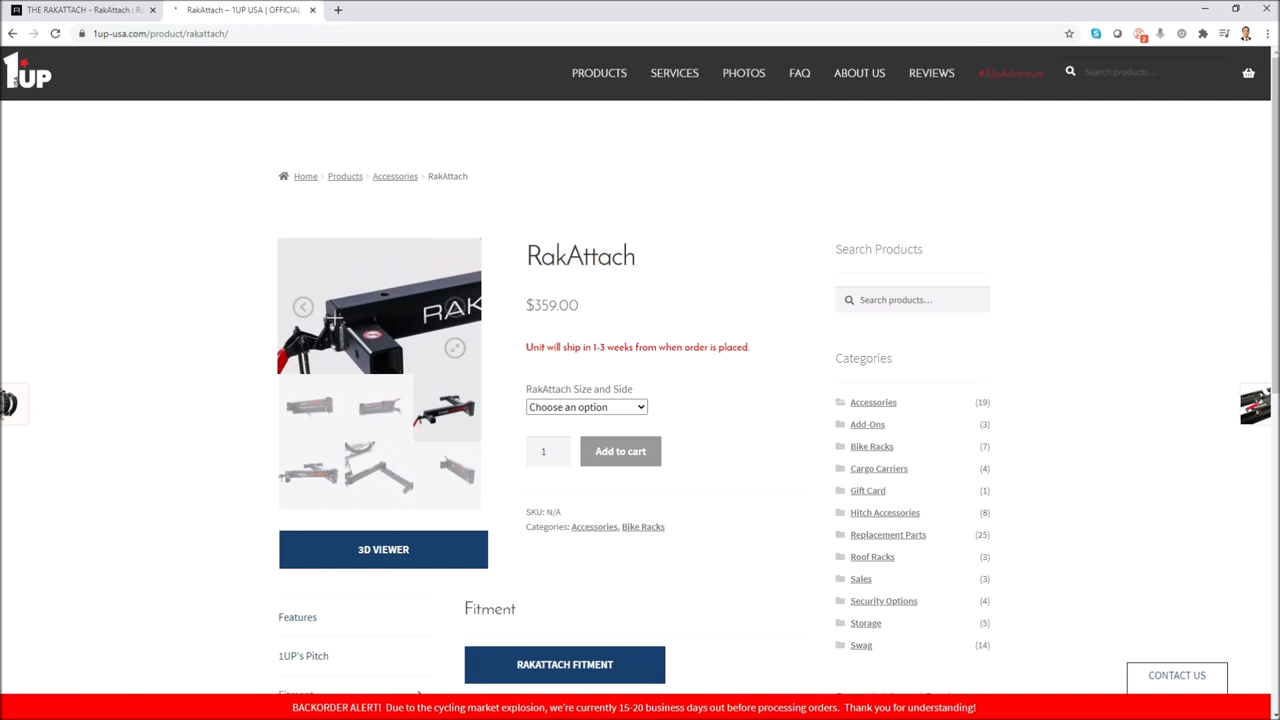 THE RAKATTACH - RakAttach : R
RakAttach – 1UP USA | OFFICIAL
1up-usa.com/product/rakattach/
2
1UP
PRODUCTS SERVICES PHOTOS FAQ ABOUT US REVIEWS #1UpAdventure Search products...
Home Products Accessories RakAttach
RAK
RakAttach
$359.00
Unit will ship in 1-3 weeks from when order is placed.
RakAttach Size and Side
Choose an option
1 Add to cart
SKU: N/A
Categories: Accessories, Bike Racks
3D VIEWER
Features
1UP's Pitch
Fitment
Fitment
RAKATTACH FITMENT
Search Products
Search products...
Categories
Accessories (19)
Add-Ons (3)
Bike Racks (7)
Cargo Carriers (4)
Gift Card (1)
Hitch Accessories (8)
Replacement Parts (25)
Roof Racks (3)
Sales (3)
Security Options (4)
Storage (5)
Swag (14)
CONTACT US
BACKORDER ALERT! Due to the cycling market explosion, we're currently 15-20 business days out before processing orders. Thank you for understanding!